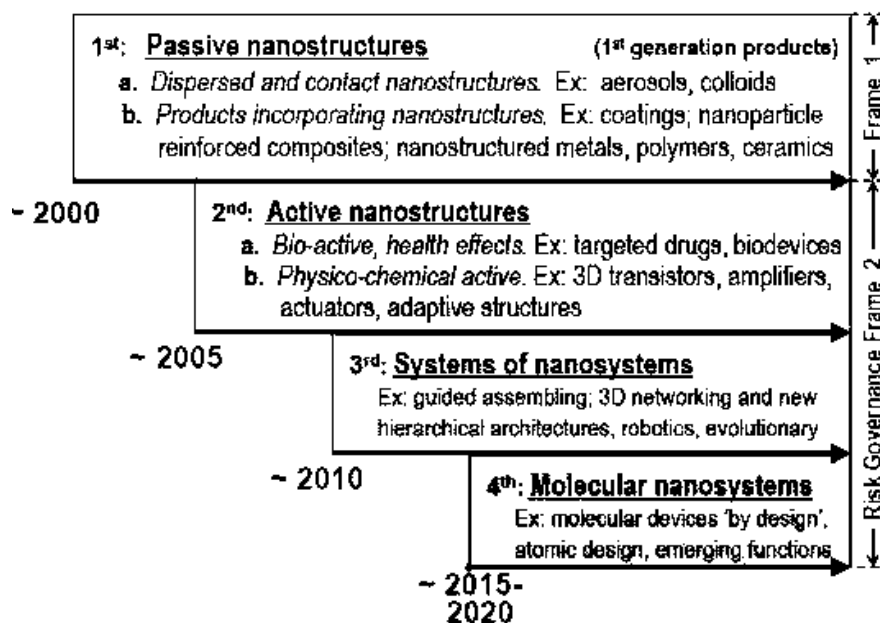 1st: Passive nanostructures (1st generation products)
a. Dispersed and contact nanostructures. Ex: aerosols, colloids
b. Products incorporating nanostructures. Ex: coatings; nanoparticle
reinforced composites; nanostructured metals, polymers, ceramics
~ 2000
2nd: Active nanostructures
a. Bio-active, health effects. Ex: targeted drugs, biodevices
b. Physico-chemical active. Ex: 3D transistors, amplifiers,
actuators, adaptive structures
~ 2005
3rd: Systems of nanosystems
Ex: guided assembling; 3D networking and new
hierarchical architectures, robotics, evolutionary
~ 2010
4th: Molecular nanosystems
Ex: molecular devices 'by design',
atomic design, emerging functions
~ 2015-
2020
Frame 1
Risk Governance Frame 2